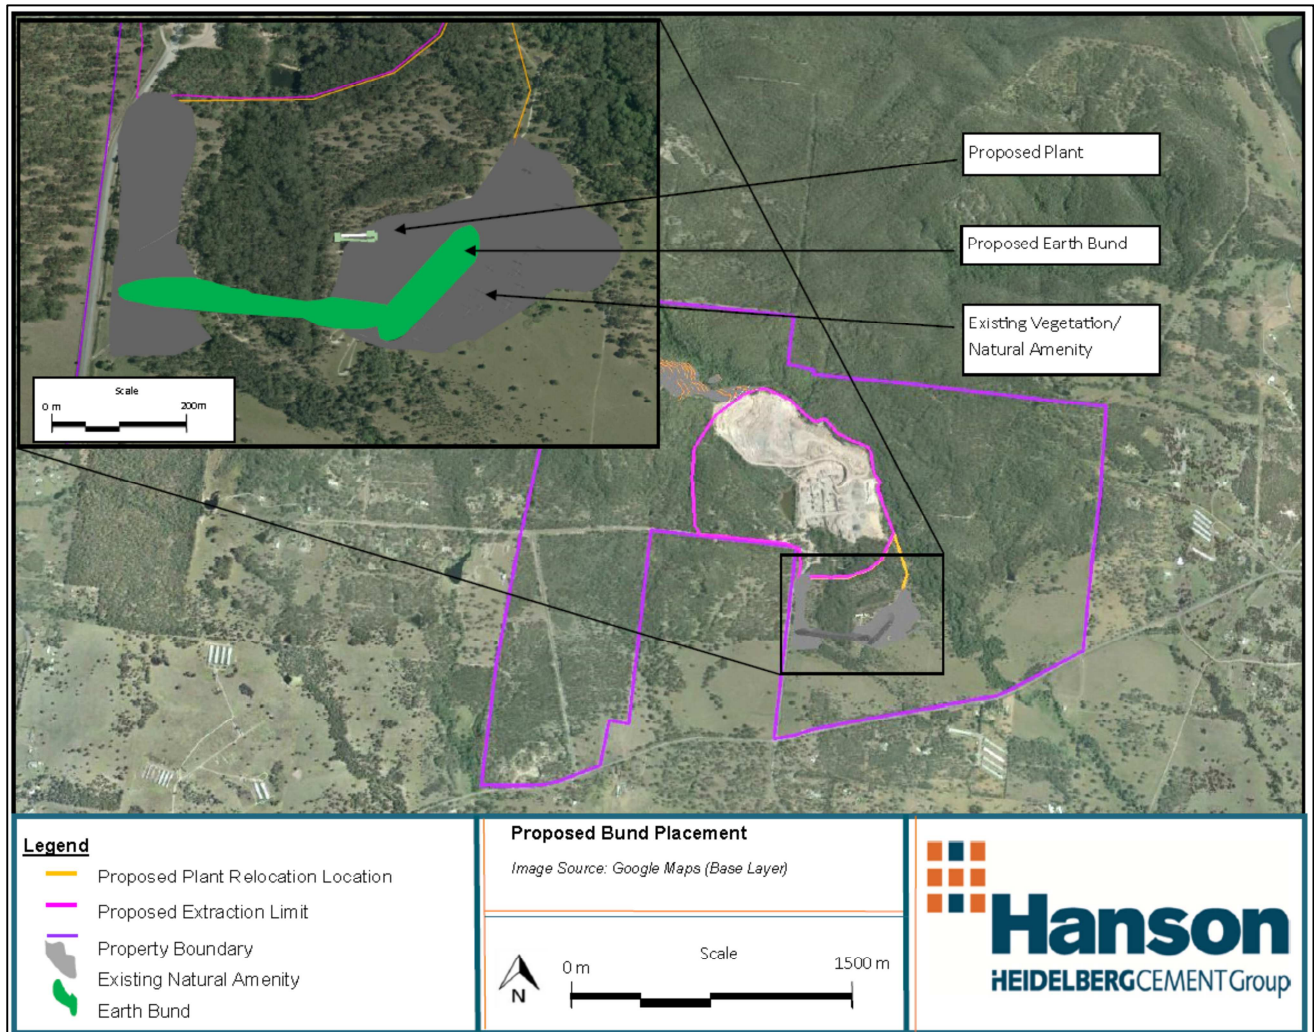 Proposed Plant
Proposed Earth Bund
Existing Vegetation/
Natural Amenity
Scale
0 m
200m
Legend
Proposed Plant Relocation Location
Proposed Extraction Limit
Property Boundary
Existing Natural Amenity
Earth Bund
Proposed Bund Placement
Image Source: Google Maps (Base Layer)
N
0 m
Scale
1500 m
Hanson
HEIDELBERGCEMENT Group